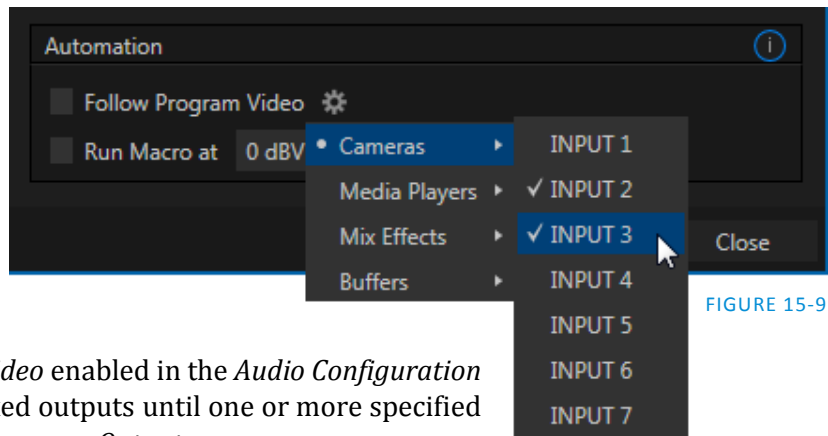 Automation
Follow Program Video
Run Macro at 0 dBV
Cameras
Media Players
Mix Effects
Buffers
INPUT 1
✓ INPUT 2
✓ INPUT 3
INPUT 4
INPUT 5
INPUT 6
INPUT 7
Close
FIGURE 15-9
enabled in the Audio Configuration
outputs until one or more specified